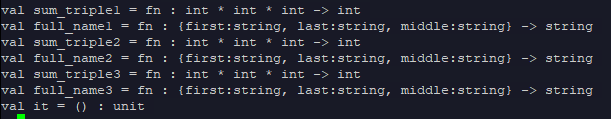 val sum_triple1 = fn : int * int * int -> int
val full_name1 = fn : {first:string, last:string, middle:string} -> string
val sum_triple2 = fn : int * int * int -> int
val full_name2 = fn : {first:string, last:string, middle:string} -> string
val sum_triple3 = fn : int * int * int -> int
val full_name3 = fn : {first:string, last:string, middle:string} -> string
val it = () : unit